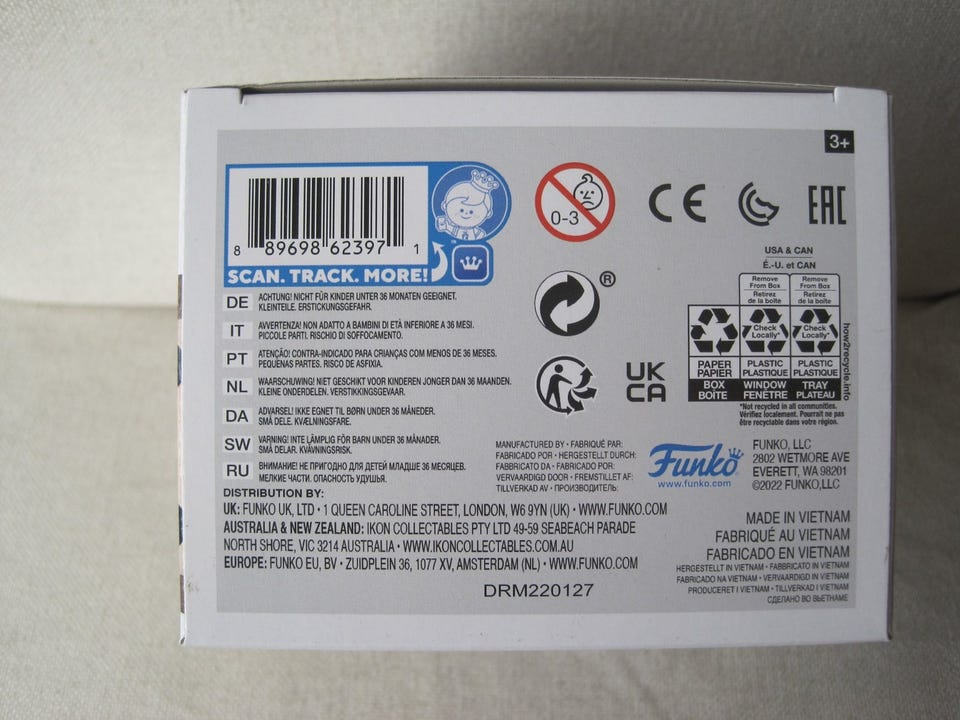 3+
8 89698 62397 1
SCAN. TRACK. MORE!
™
0-3
CE
EAC
®
UK
CA
USA & CAN
É.-U. et CAN
Remove
From Box
Retirez
de la boîte
Remove
From Box
Retirez
de la boîte
Check
Locally*
Check
Locally*
PAPER
PAPIER
PLASTIC
PLASTIQUE
PLASTIC
PLASTIQUE
BOX
BOÎTE
WINDOW
FENÊTRE
TRAY
PLATEAU
how2recycle.info
*Not recycled in all communities.
Vérifiez localement. Pourrait ne pas
être recyclable dans votre région.
DE ACHTUNG! NICHT FÜR KINDER UNTER 36 MONATEN GEEIGNET.
KLEINTEILE. ERSTICKUNGSGEFAHR.
IT AVVERTENZA! NON ADATTO A BAMBINI DI ETÀ INFERIORE A 36 MESI.
PICCOLE PARTI. RISCHIO DI SOFFOCAMENTO.
PT ATENÇÃO! CONTRA-INDICADO PARA CRIANÇAS COM MENOS DE 36 MESES.
PEQUENAS PARTES. RISCO DE ASFIXIA.
NL WAARSCHUWING! NIET GESCHIKT VOOR KINDEREN JONGER DAN 36 MAANDEN.
KLEINE ONDERDELEN. VERSTIKKINGSGEVAAR.
DA ADVARSEL! IKKE EGNET TIL BØRN UNDER 36 MÅNEDER.
SMÅ DELE. KVÆLNINGSFARE.
SW VARNING! INTE LÄMPLIG FÖR BARN UNDER 36 MÅNADER.
SMÅ DELAR. KVÄVNINGSRISK.
RU ВНИМАНИЕ! НЕ ПРИГОДНО ДЛЯ ДЕТЕЙ МЛАДШЕ 36 МЕСЯЦЕВ.
МЕЛКИЕ ЧАСТИ. ОПАСНОСТЬ УДУШЬЯ.
MANUFACTURED BY • FABRIQUÉ PAR:
FABRICADO POR • HERGESTELLT DURCH:
FABBRICATO DA • FABRICADO POR:
VERVAARDIGD DOOR • FREMSTILLET AF:
TILLVERKAD AV • ПРОИЗВОДИТЕЛЬ:
Funko
www.funko.com
FUNKO, LLC
2802 WETMORE AVE
EVERETT, WA 98201
©2022 FUNKO,LLC
DISTRIBUTION BY:
UK: FUNKO UK, LTD • 1 QUEEN CAROLINE STREET, LONDON, W6 9YN (UK) • WWW.FUNKO.COM
AUSTRALIA & NEW ZEALAND: IKON COLLECTABLES PTY LTD 49-59 SEABEACH PARADE
NORTH SHORE, VIC 3214 AUSTRALIA • WWW.IKONCOLLECTABLES.COM.AU
EUROPE: FUNKO EU, BV • ZUIDPLEIN 36, 1077 XV, AMSTERDAM (NL) • WWW.FUNKO.COM
DRM220127
MADE IN VIETNAM
FABRIQUÉ AU VIETNAM
FABRICADO EN VIETNAM
HERGESTELLT IN VIETNAM • FABBRICATO IN VIETNAM
FABRICADO NA VIETNAM • VERVAARDIGD IN VIETNAM
PRODUCERET I VIETNAM • TILLVERKAD I VIETNAM
СДЕЛАНО ВО ВЬЕТНАМЕ